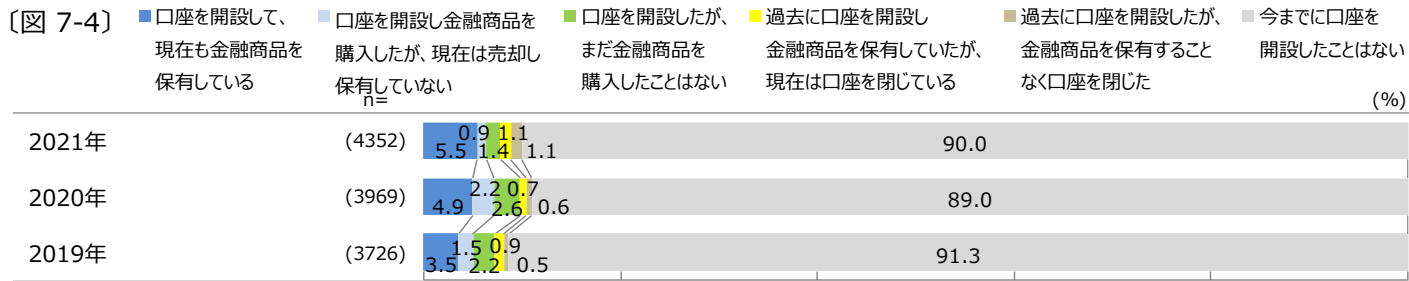 〔図 7-4〕
口座を開設して、
現在も金融商品を
保有している
口座を開設し金融商品を
購入したが、現在は売却し
保有していない
口座を開設したが、
まだ金融商品を
購入したことはない
過去に口座を開設し
金融商品を保有していたが、
現在は口座を閉じている
過去に口座を開設したが、
金融商品を保有すること
なく口座を閉じた
今までに口座を
開設したことはない
n=
(%)
2021年 (4352) 5.5 0.9 1.4 1.1 1.1 90.0
2020年 (3969) 4.9 2.2 2.6 0.7 0.6 89.0
2019年 (3726) 3.5 1.5 2.2 0.9 0.5 91.3